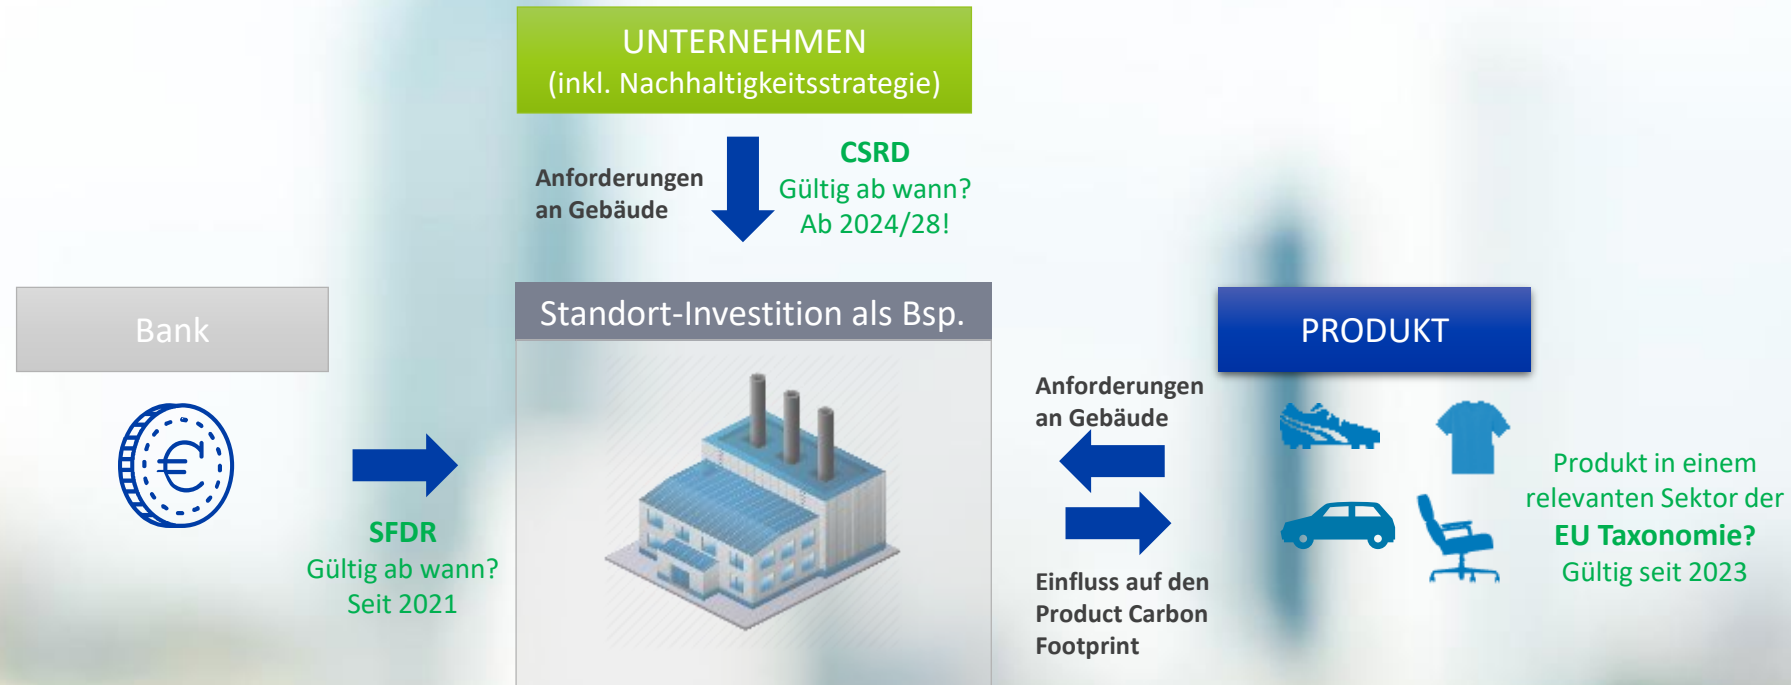 UNTERNEHMEN
(inkl. Nachhaltigkeitsstrategie)
Anforderungen
an Gebäude
CSRD
Gültig ab wann?
Ab 2024/28!
Bank
Standort-Investition als Bsp.
PRODUKT
€
SFDR
Gültig ab wann?
Seit 2021
Anforderungen
an Gebäude
Einfluss auf den
Product Carbon
Footprint
Produkt in einem
relevanten Sektor der
EU Taxonomie?
Gültig seit 2023